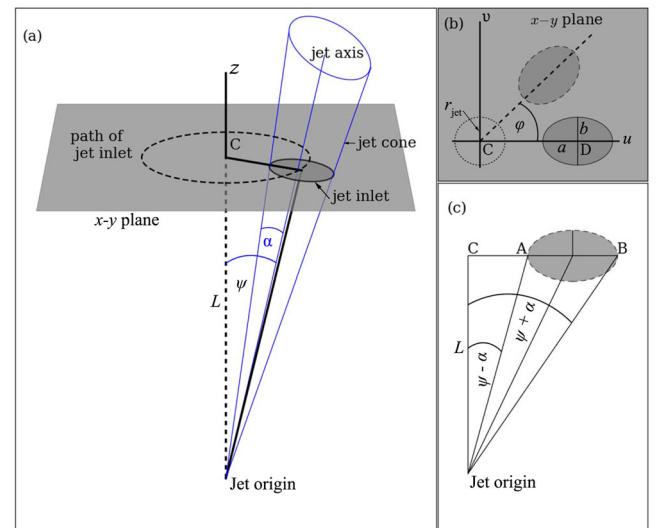 (a)
jet axis
z
path of
jet inlet
C
jet cone
jet inlet
x-y plane
α
ψ
L
Jet origin
(b)
υ
x-y plane
r_jet
φ
b
a
C
D
u
(c)
C
A
B
L
ψ + α
ψ - α
Jet origin